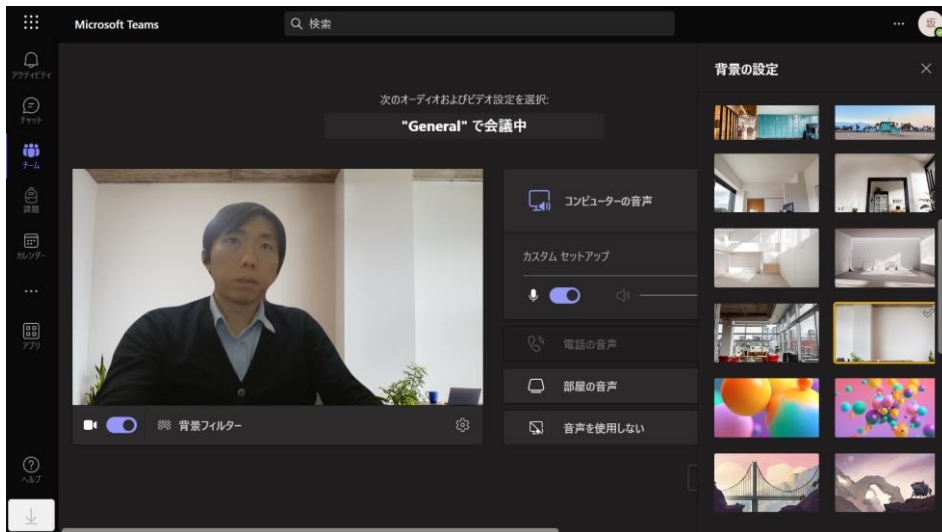 Microsoft Teams
検索
坂
アクティビティ
チャット
チーム
課題
カレンダー
アプリ
ヘルプ
次のオーディオおよびビデオ設定を選択:
"General" で会議中
コンピューターの音声
カスタム セットアップ
電話の音声
部屋の音声
音声を使用しない
背景フィルター
背景の設定